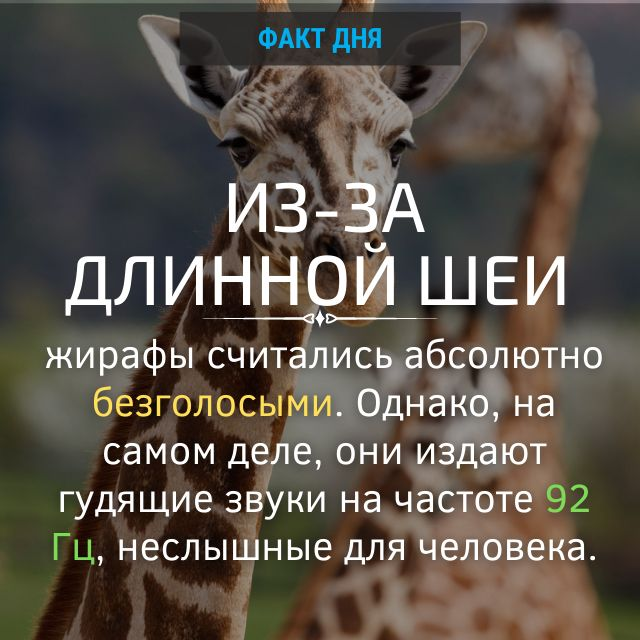 ФАКТ ДНЯ
ИЗ-ЗА
ДЛИННОЙ ШЕИ
жирафы считались абсолютно
безголосыми. Однако, на
самом деле, они издают
гудящие звуки на частоте 92
Гц, неслышные для человека.